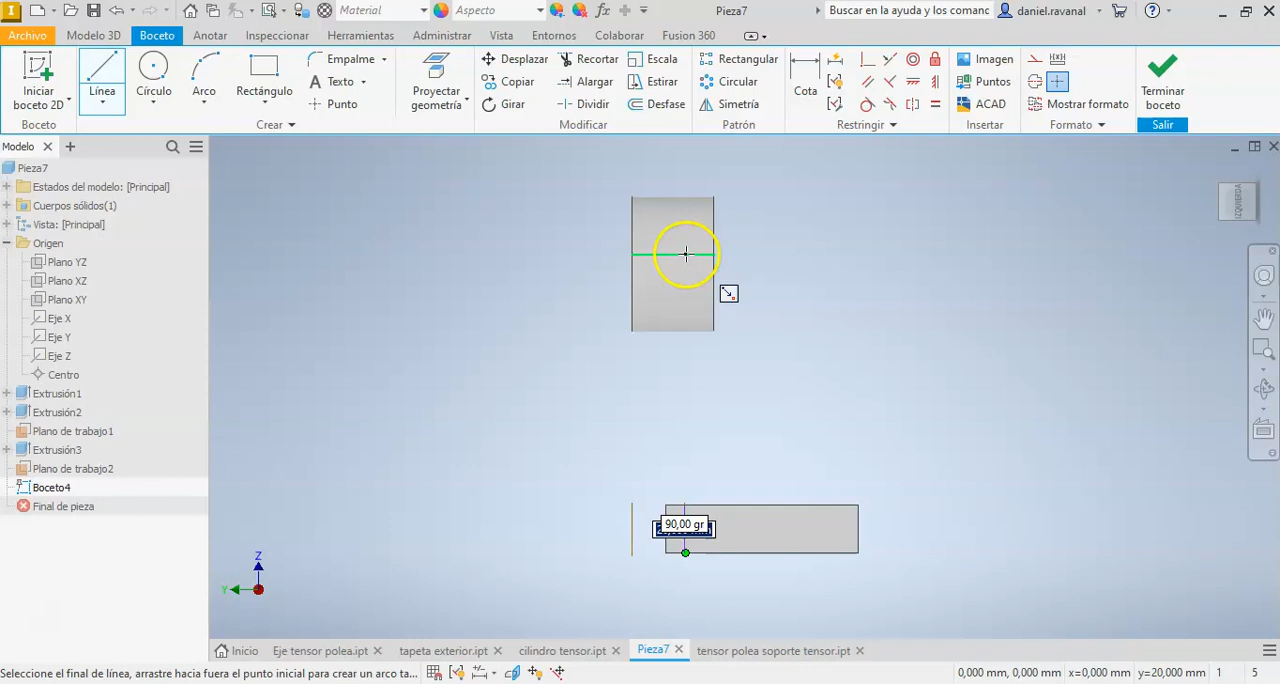 Material
Aspecto
fx
Pieza7
Buscar en la ayuda y los comanc
daniel.ravanal
Archivo
Modelo 3D
Boceto
Anotar
Inspeccionar
Herramientas
Administrar
Vista
Entornos
Colaborar
Fusion 360
Iniciar
boceto 2D
Línea
Círculo
Arco
Rectángulo
Empalme
Texto
Punto
Proyectar
geometría
Desplazar
Copiar
Girar
Recortar
Alargar
Dividir
Escala
Estirar
Desfase
Rectangular
Circular
Simetría
Cota
Imagen
Puntos
ACAD
Mostrar formato
Terminar
boceto
Boceto
Crear
Modificar
Patrón
Restringir
Insertar
Formato
Salir
Modelo
Pieza7
Estados del modelo: [Principal]
Cuerpos sólidos(1)
Vista: [Principal]
Origen
Plano YZ
Plano XZ
Plano XY
Eje X
Eje Y
Eje Z
Centro
Extrusión1
Extrusión2
Plano de trabajo1
Extrusión3
Plano de trabajo2
Boceto4
Final de pieza
IZQUIERDA
90,00 gr
Z
Y
Inicio
Eje tensor polea.ipt
tapeta exterior.ipt
cilindro tensor.ipt
Pieza7
tensor polea soporte tensor.ipt
Seleccione el final de línea, arrastre hacia fuera el punto inicial para crear un arco ta...
0,000 mm, 0,000 mm
x=0,000 mm
y=20,000 mm
1
5